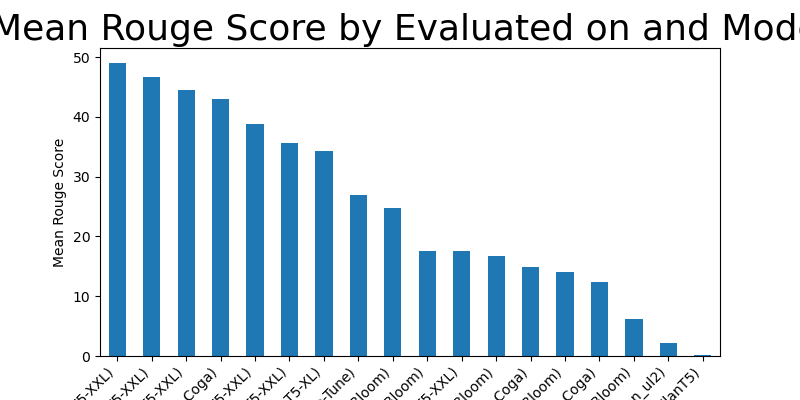 Mean Rouge Score by Evaluated on and Mode
Mean Rouge Score
50
40
30
20
10
0
5-XXL)
5-XXL)
5-XXL)
Coga)
5-XXL)
5-XXL)
T5-XL)
-Tune)
Bloom)
Bloom)
5-XXL)
Bloom)
Coga)
Bloom)
Coga)
Bloom)
n_ul2)
lanT5)